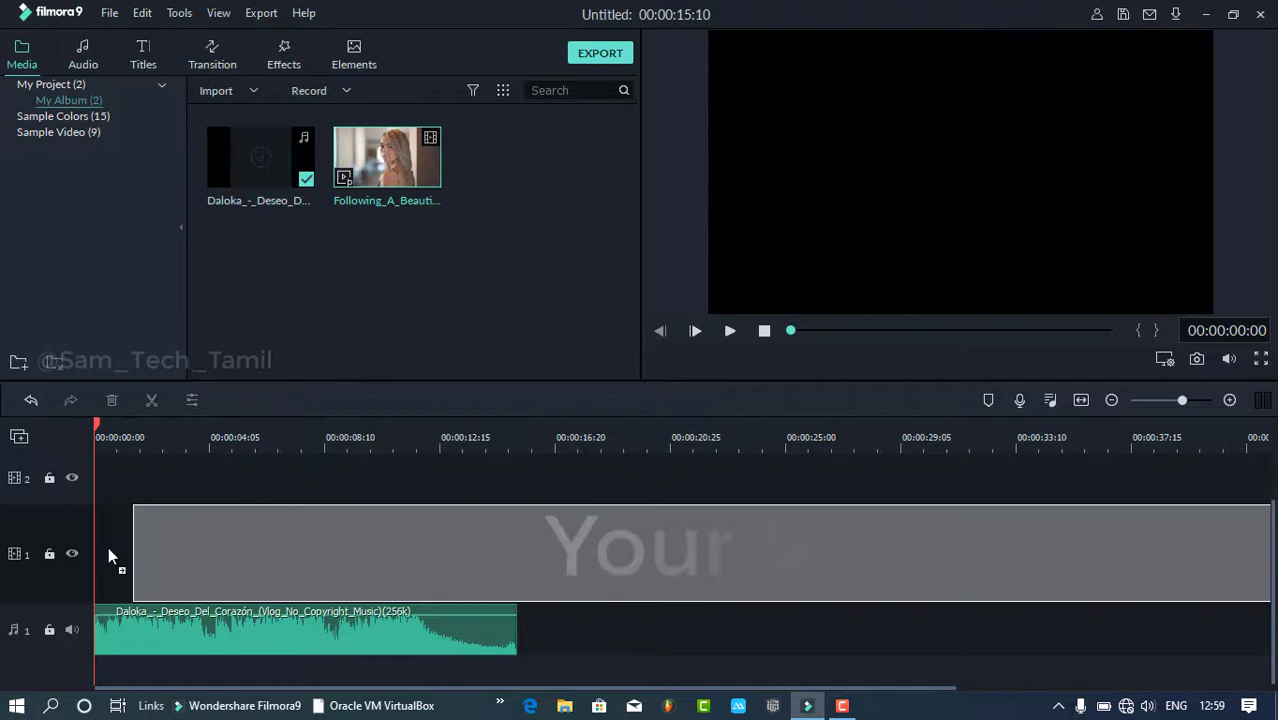 filmora9 File Edit Tools View Export Help Untitled: 00:00:15:10
Media Audio Titles Transition Effects Elements EXPORT
My Project (2)
My Album (2)
Sample Colors (15)
Sample Video (9)
Import Record Search
Daloka_-_Deseo_D... Following_A_Beauti...
00:00:00:00
@Sam_Tech_Tamil
00:00:00:00 00:00:04:05 00:00:08:10 00:00:12:15 00:00:16:20 00:00:20:25 00:00:25:00 00:00:29:05 00:00:33:10 00:00:37:15 00:00
2
Your
1
Daloka_-_Deseo_Del_Corazón_(Vlog_No_Copyright_Music)(256k)
1
Links Wondershare Filmora9 Oracle VM VirtualBox ENG 12:59